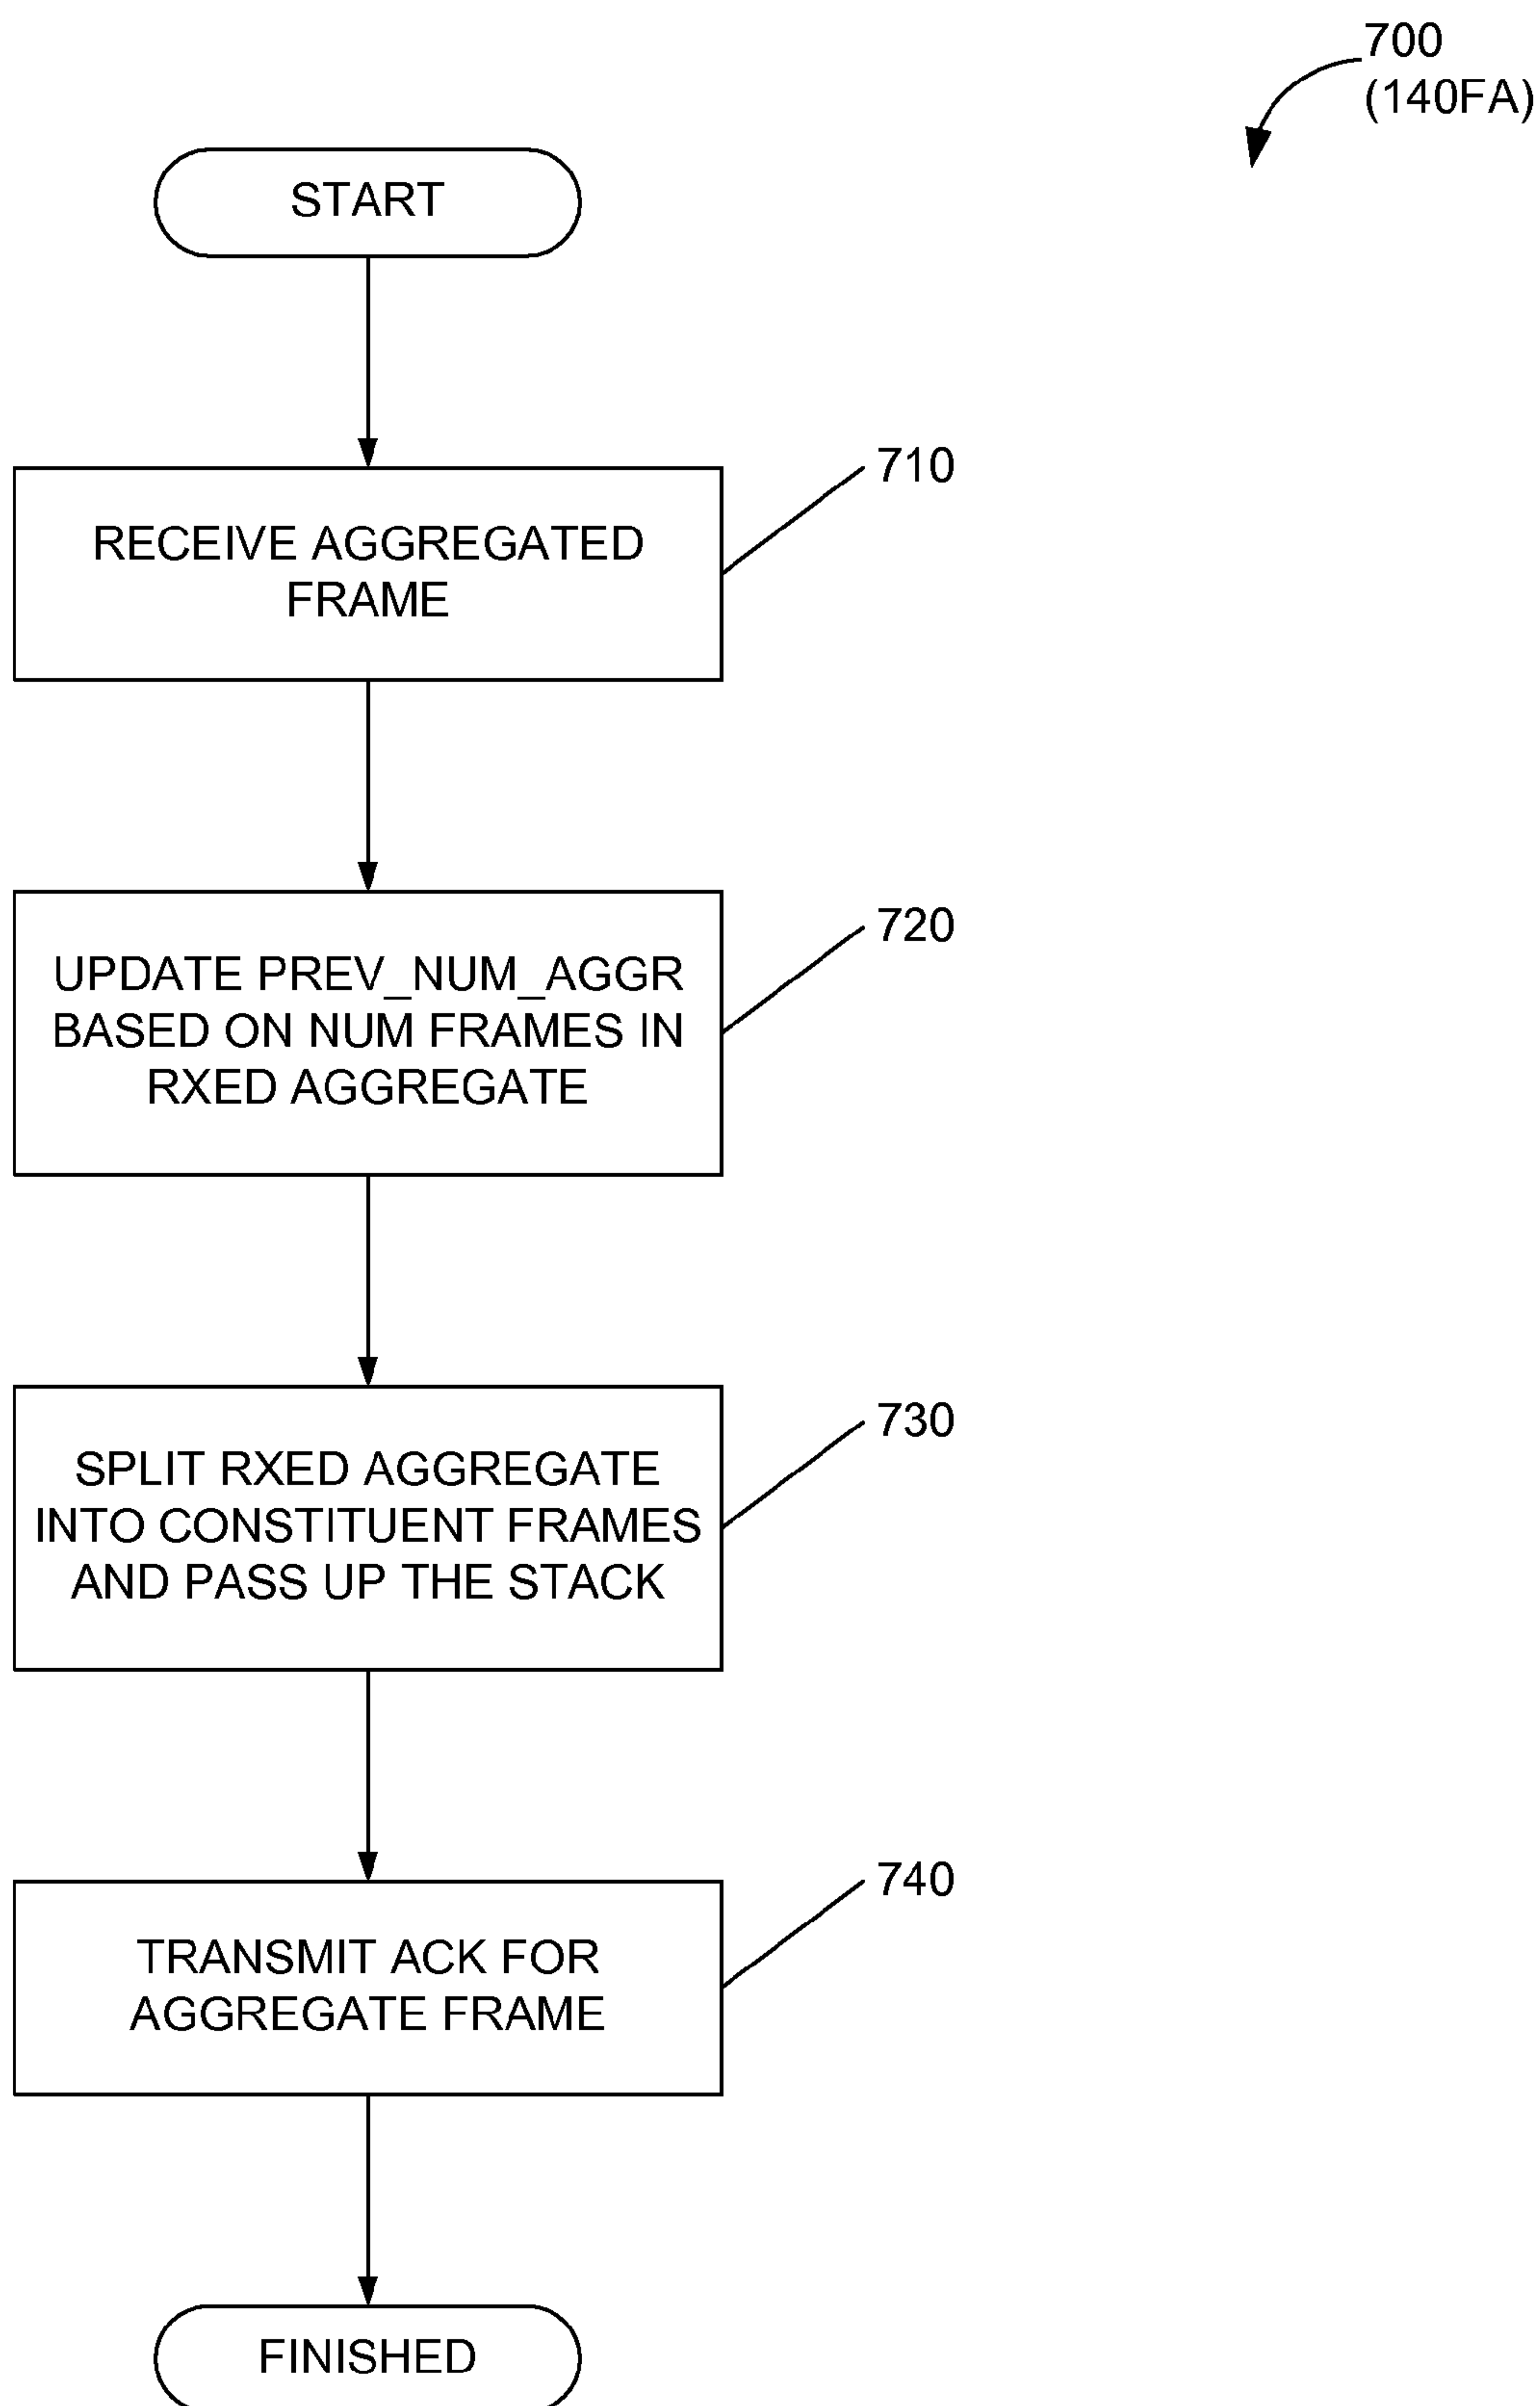 700
(140FA)
START
710
RECEIVE AGGREGATED
FRAME
720
UPDATE PREV_NUM_AGGR
BASED ON NUM FRAMES IN
RXED AGGREGATE
730
SPLIT RXED AGGREGATE
INTO CONSTITUENT FRAMES
AND PASS UP THE STACK
740
TRANSMIT ACK FOR
AGGREGATE FRAME
FINISHED